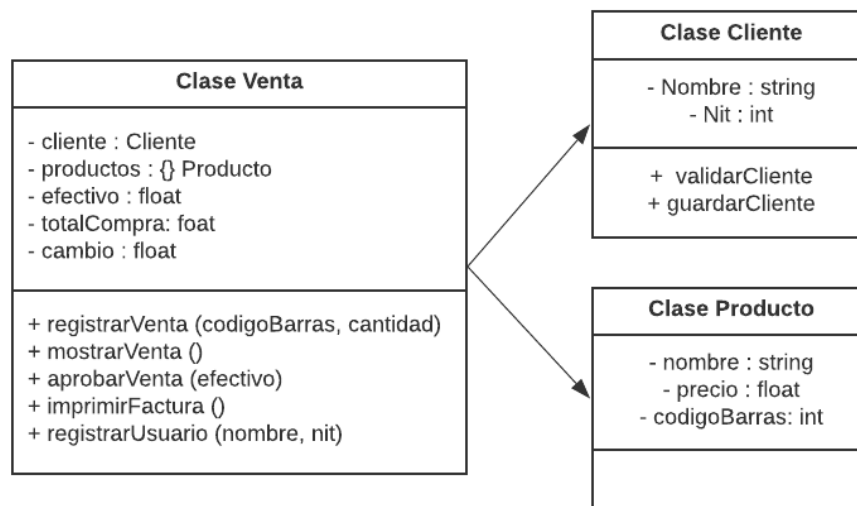 Clase Venta
- cliente : Cliente
- productos : {} Producto
- efectivo : float
- totalCompra: foat
- cambio : float
+ registrarVenta (codigoBarras, cantidad)
+ mostrarVenta ()
+ aprobarVenta (efectivo)
+ imprimirFactura ()
+ registrarUsuario (nombre, nit)
Clase Cliente
- Nombre : string
- Nit : int
+ validarCliente
+ guardarCliente
Clase Producto
- nombre : string
- precio : float
- codigoBarras: int